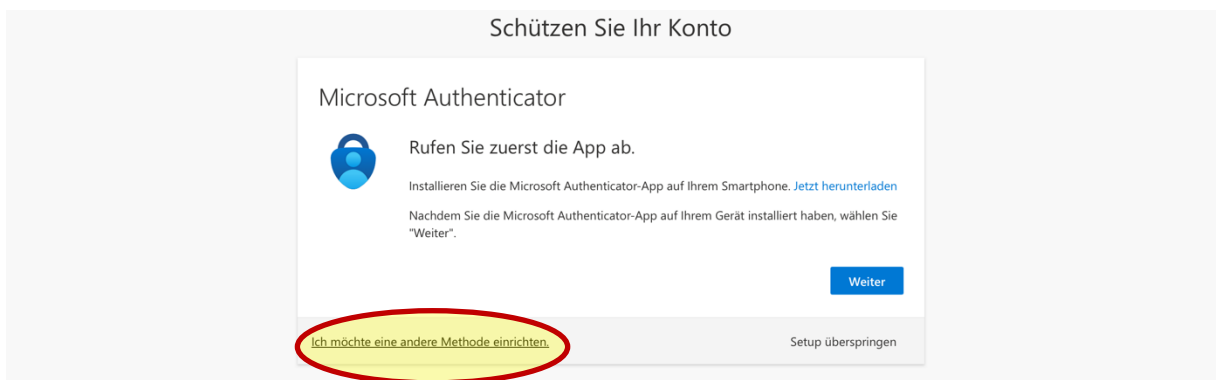 Schützen Sie Ihr Konto
Microsoft Authenticator
Rufen Sie zuerst die App ab.
Installieren Sie die Microsoft Authenticator-App auf Ihrem Smartphone. Jetzt herunterladen
Nachdem Sie die Microsoft Authenticator-App auf Ihrem Gerät installiert haben, wählen Sie
"Weiter".
Weiter
Ich möchte eine andere Methode einrichten. Setup überspringen